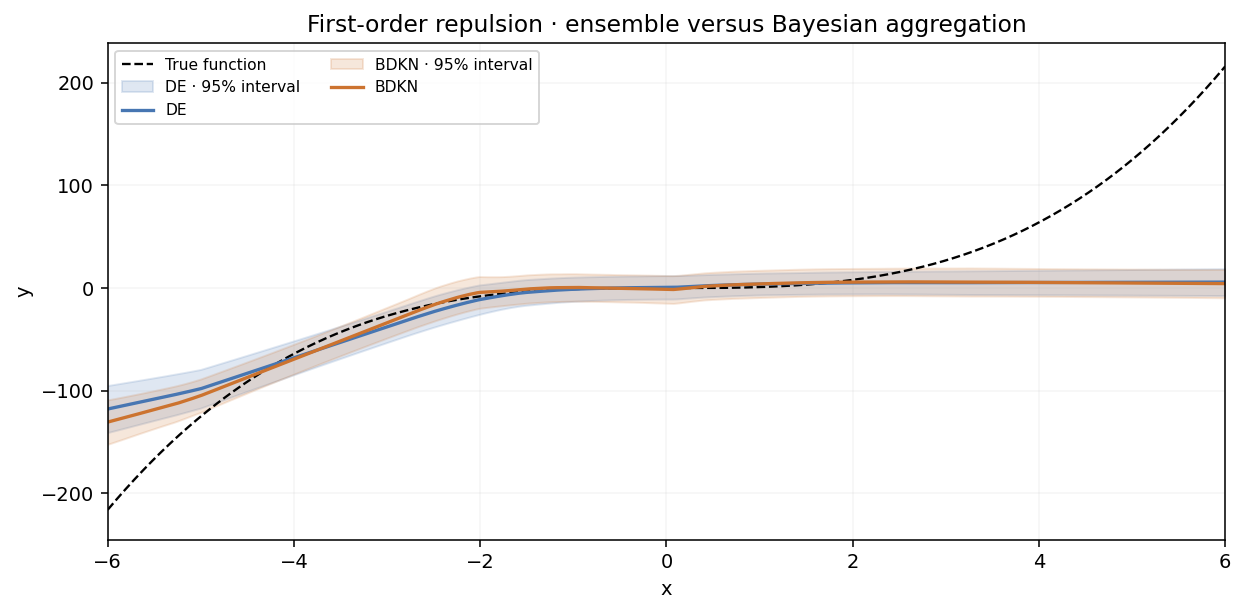 First-order repulsion · ensemble versus Bayesian aggregation
True function
DE · 95% interval
DE
BDKN · 95% interval
BDKN
y
200
100
0
−100
−200
−6
−4
−2
0
2
4
6
x